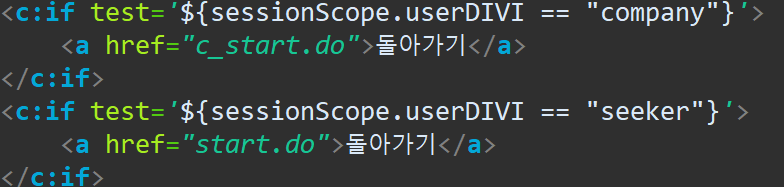 <c:if test='${sessionScope.userDIVI == "company"}'>
    <a href="c_start.do">돌아가기</a>
</c:if>
<c:if test='${sessionScope.userDIVI == "seeker"}'>
    <a href="start.do">돌아가기</a>
</c:if>